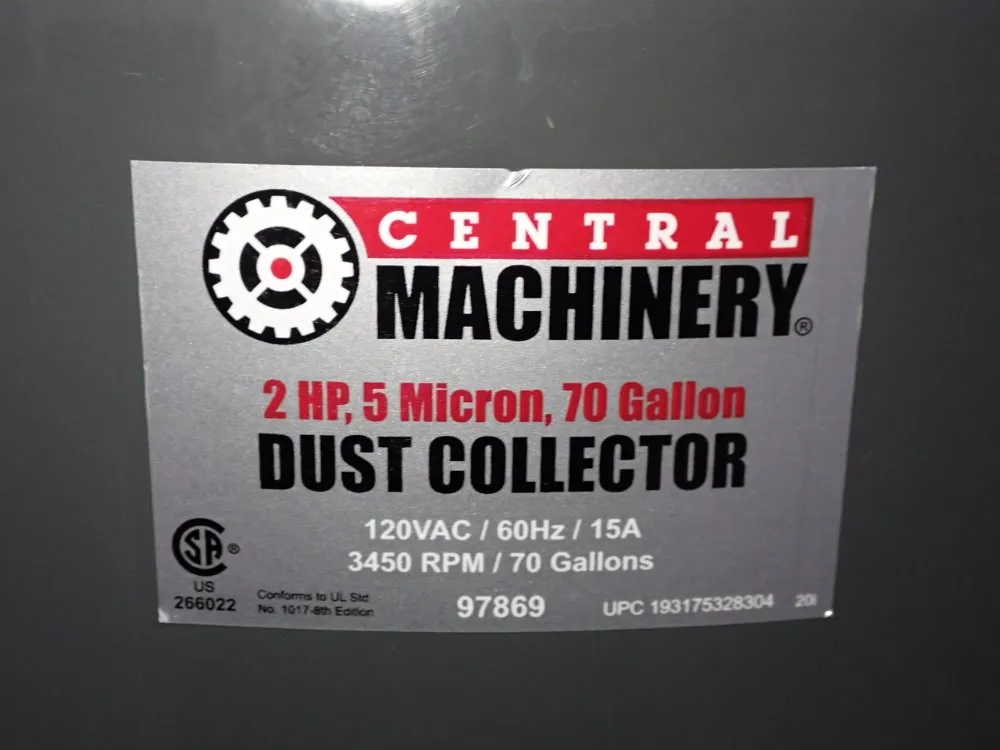 CENTRAL
MACHINERY®
2 HP, 5 Micron, 70 Gallon
DUST COLLECTOR
120VAC / 60Hz / 15A
3450 RPM / 70 Gallons
SA®
US
266022
Conforms to UL Std.
No. 1017-8th Edition
97869
UPC 193175328304